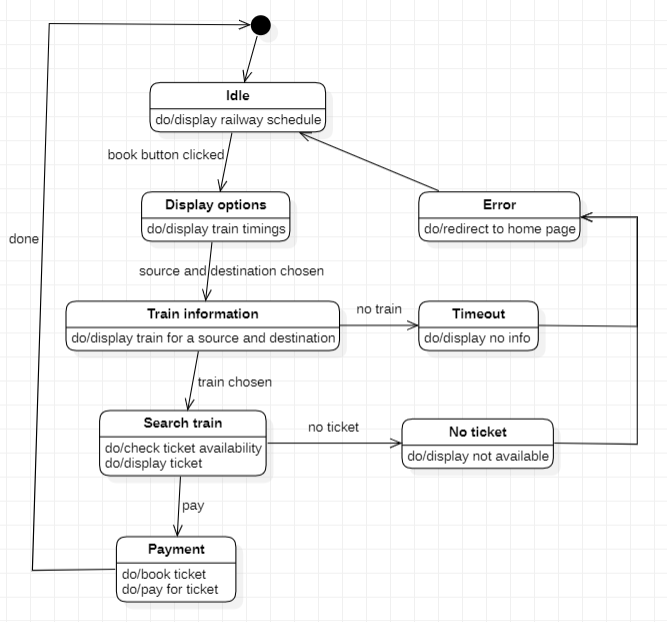 Idle
do/display railway schedule
book button clicked
Display options
do/display train timings
Error
do/redirect to home page
done
source and destination chosen
Train information
do/display train for a source and destination
no train
Timeout
do/display no info
train chosen
Search train
do/check ticket availability
do/display ticket
no ticket
No ticket
do/display not available
pay
Payment
do/book ticket
do/pay for ticket